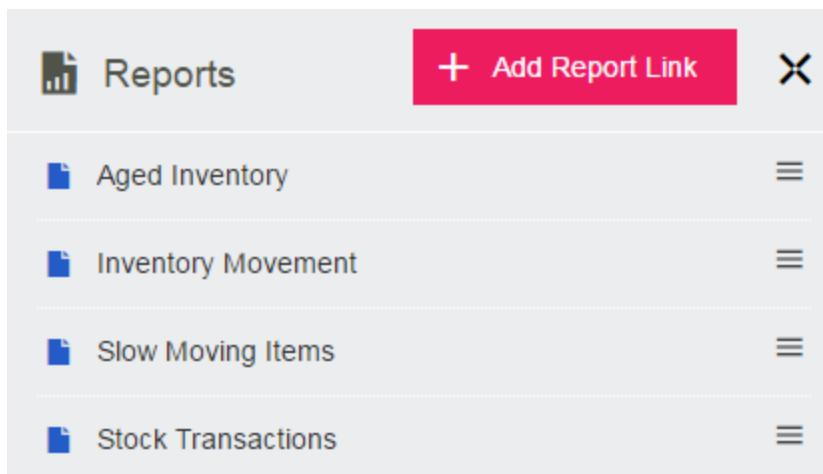 Reports
Add Report Link
Aged Inventory
Inventory Movement
Slow Moving Items
Stock Transactions